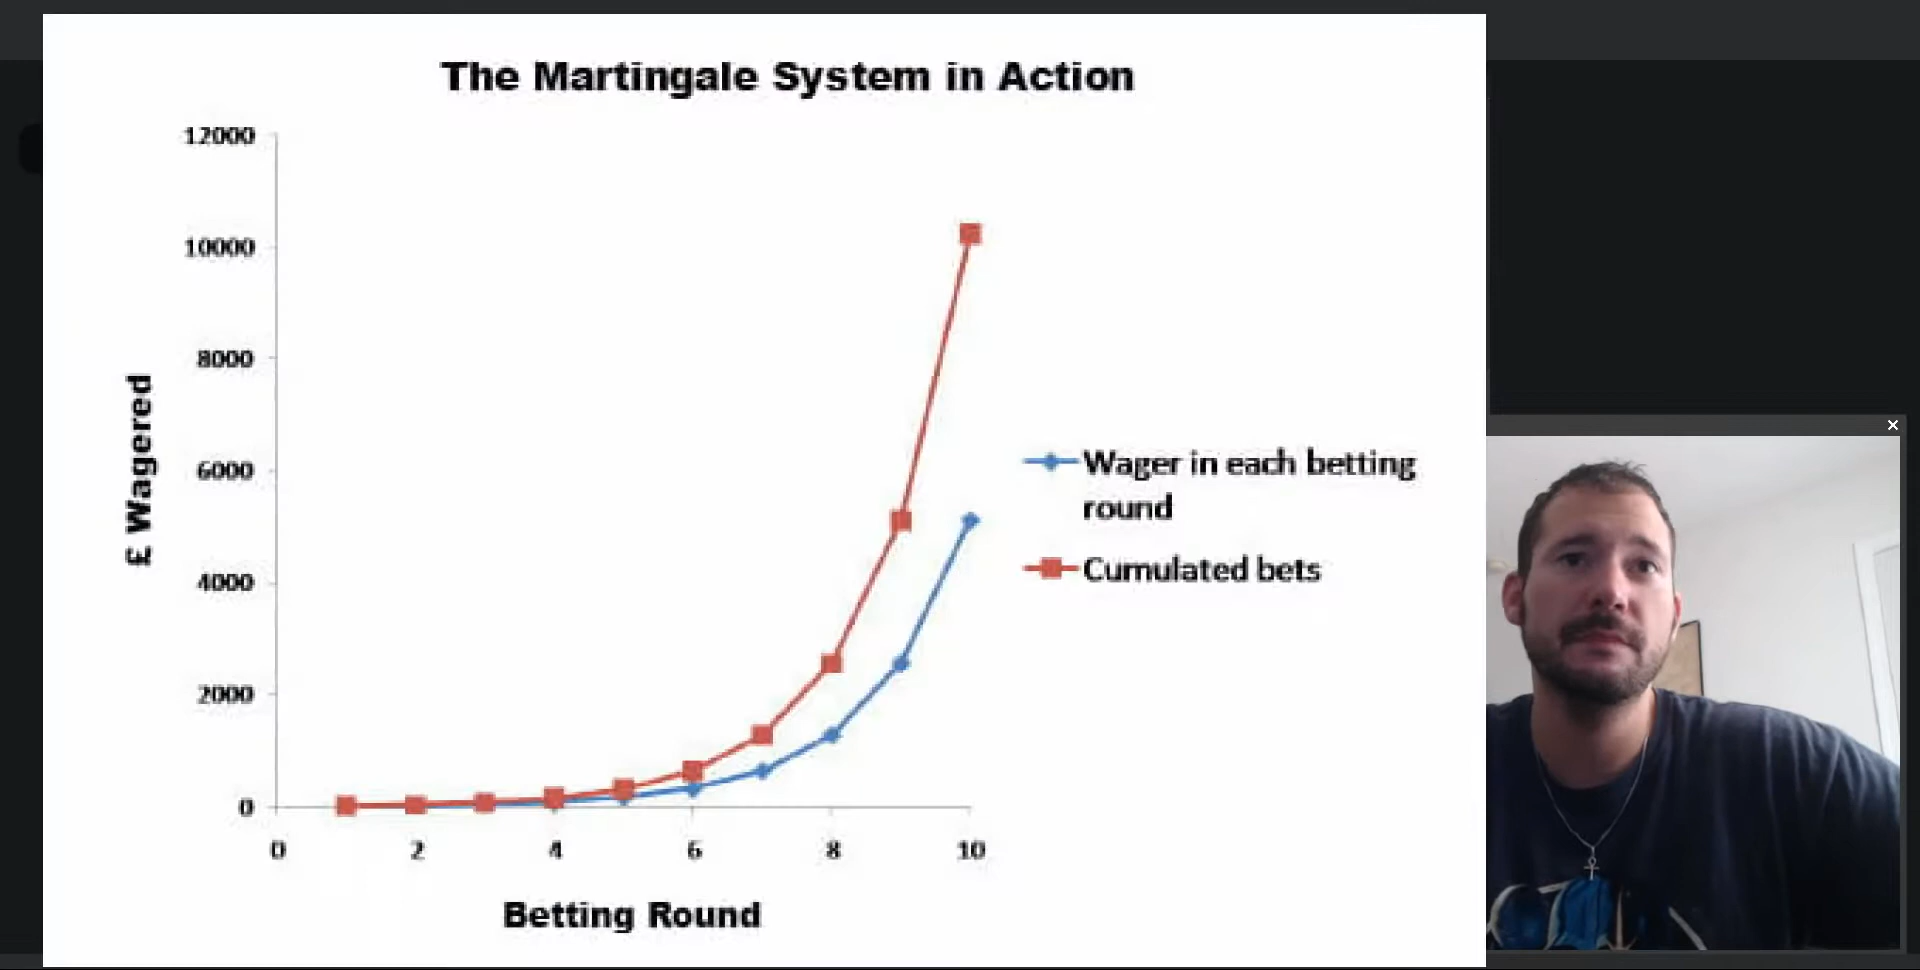 The Martingale System in Action
12000
10000
8000
6000
4000
2000
0
£ Wagered
0 2 4 6 8 10
Betting Round
Wager in each betting
round
Cumulated bets
×